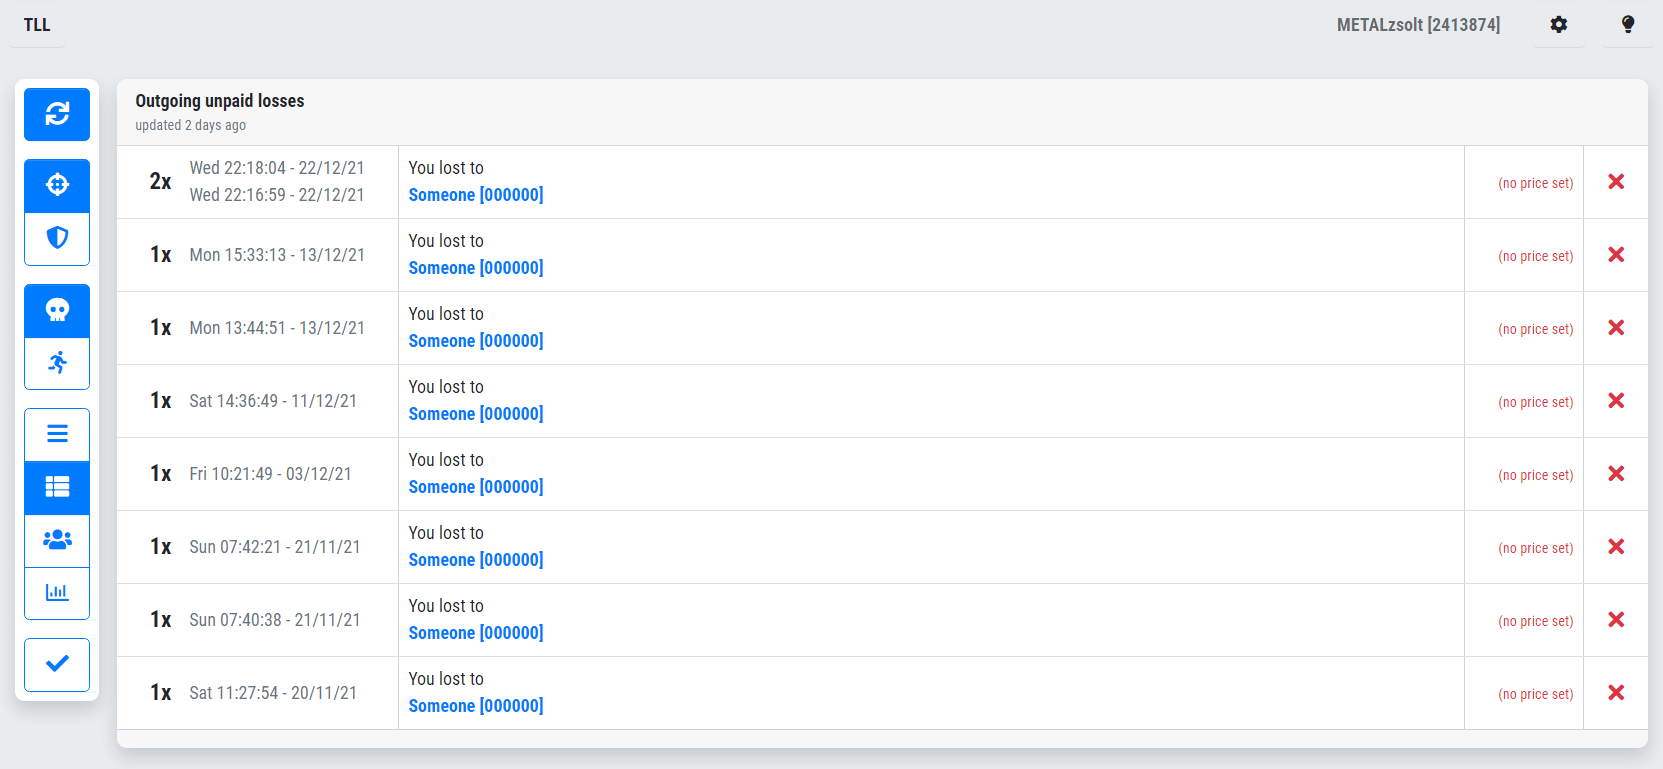 TLL
METALzsolt [2413874]
Outgoing unpaid losses
updated 2 days ago
2x
Wed 22:18:04 - 22/12/21
Wed 22:16:59 - 22/12/21
You lost to
Someone [000000]
(no price set)
1x
Mon 15:33:13 - 13/12/21
You lost to
Someone [000000]
(no price set)
1x
Mon 13:44:51 - 13/12/21
You lost to
Someone [000000]
(no price set)
1x
Sat 14:36:49 - 11/12/21
You lost to
Someone [000000]
(no price set)
1x
Fri 10:21:49 - 03/12/21
You lost to
Someone [000000]
(no price set)
1x
Sun 07:42:21 - 21/11/21
You lost to
Someone [000000]
(no price set)
1x
Sun 07:40:38 - 21/11/21
You lost to
Someone [000000]
(no price set)
1x
Sat 11:27:54 - 20/11/21
You lost to
Someone [000000]
(no price set)